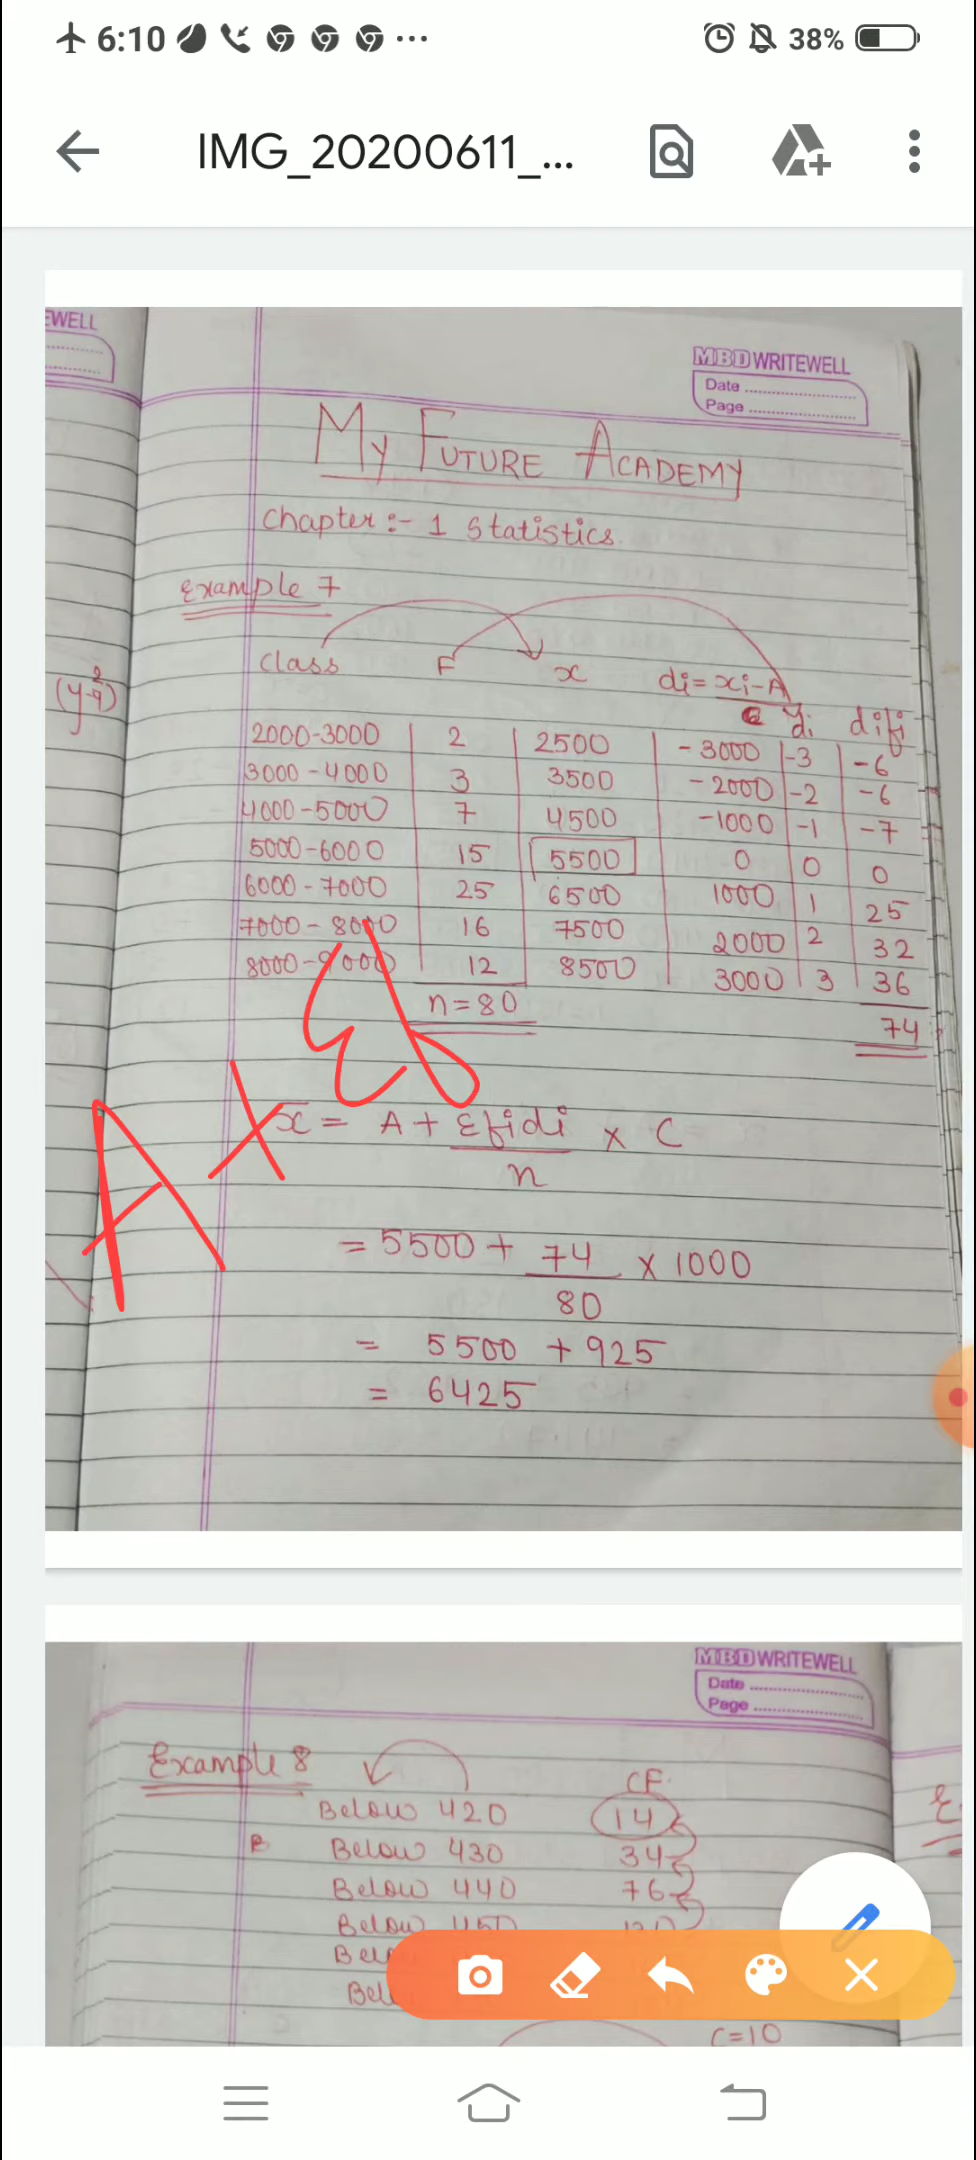 6:10 ... 38%
IMG_20200611_...
EWELL
MBD WRITEWELL
Date
Page
My FUTURE ACADEMY
Chapter :- 1 Statistics.
Example 7
class F x di = xi-A
di difi
2000-3000 2 2500 -3000 -3 -6
3000-4000 3 3500 -2000 -2 -6
4000-5000 7 4500 -1000 -1 -7
5000-6000 15 5500 0 0 0
6000-7000 25 6500 1000 1 25
7000-8000 16 7500 2000 2 32
8000-9000 12 8500 3000 3 36
n=80
74
A + Σf
x̄ = A + Σfidi × C
n
= 5500 + 74 × 1000
80
= 5500 + 925
= 6425
MBD WRITEWELL
Date
Page
Example 8
CF.
Below 420 14
Below 430 34
Below 440 76
Below 450
C=10